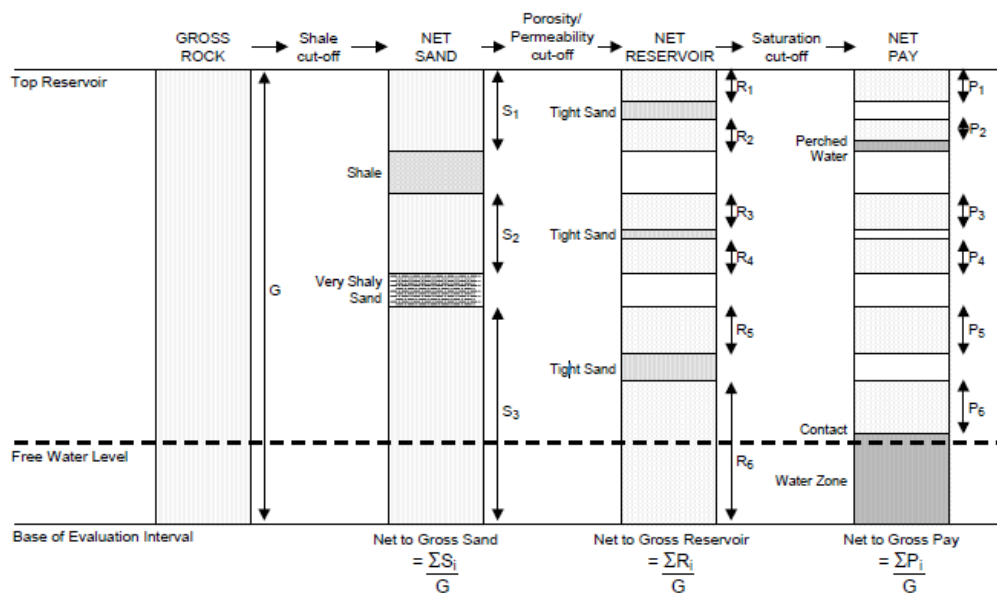 GROSS
ROCK
Shale
cut-off
NET
SAND
Porosity/
Permeability
cut-off
NET
RESERVOIR
Saturation
cut-off
NET
PAY
Top Reservoir
G
S1
Shale
S2
Very Shaly
Sand
S3
R1
Tight Sand
R2
R3
Tight Sand
R4
R5
Tight Sand
R6
P1
P2
Perched
Water
P3
P4
P5
P6
Contact
Free Water Level
Water Zone
Base of Evaluation Interval
Net to Gross Sand
= ΣSi
G
Net to Gross Reservoir
= ΣRi
G
Net to Gross Pay
= ΣPi
G